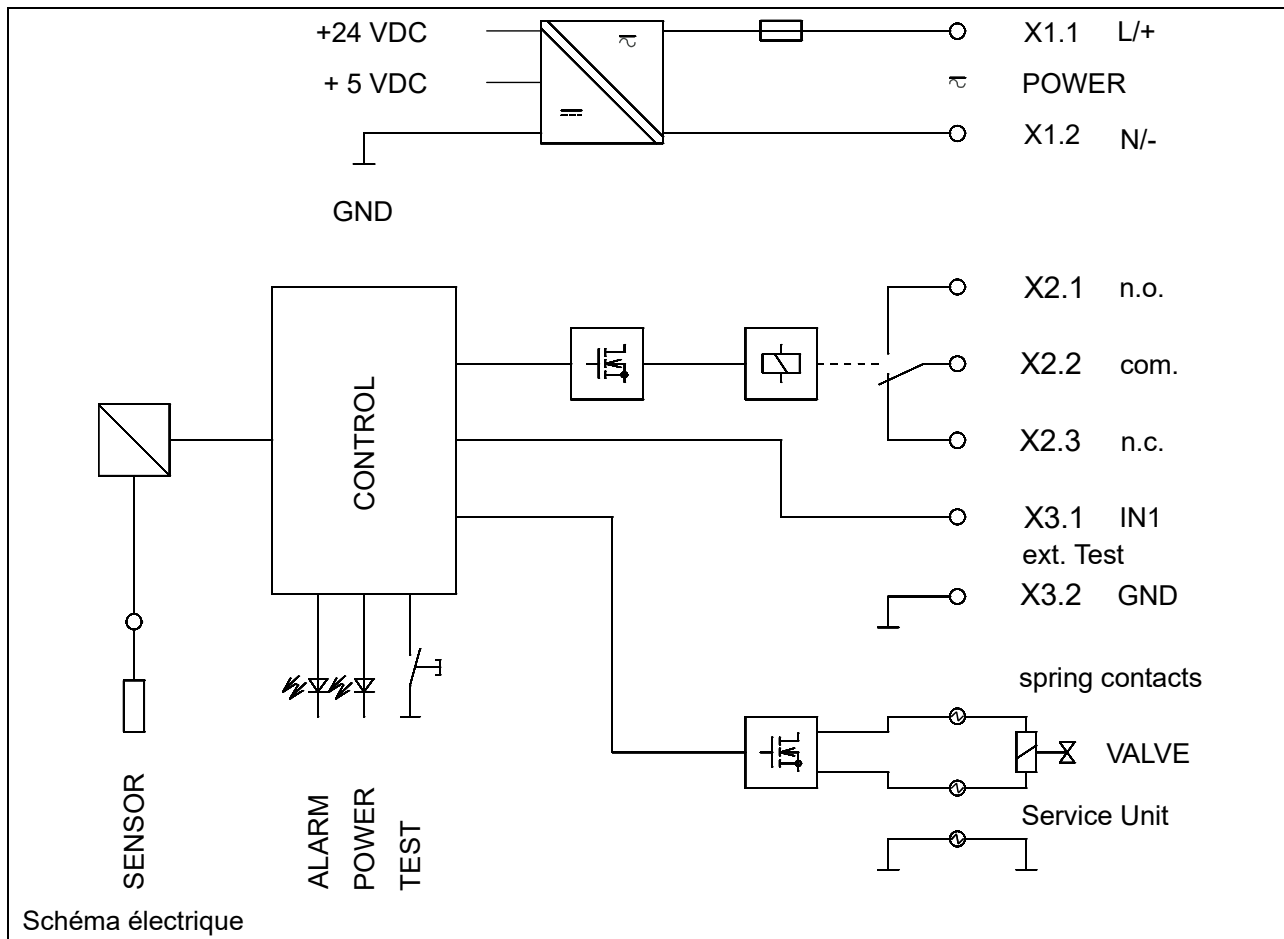 +24 VDC
+ 5 VDC
GND
X1.1 L/+
POWER
X1.2 N/-
X2.1 n.o.
X2.2 com.
X2.3 n.c.
X3.1 IN1
ext. Test
X3.2 GND
CONTROL
spring contacts
VALVE
Service Unit
SENSOR
ALARM
POWER
TEST
Schéma électrique